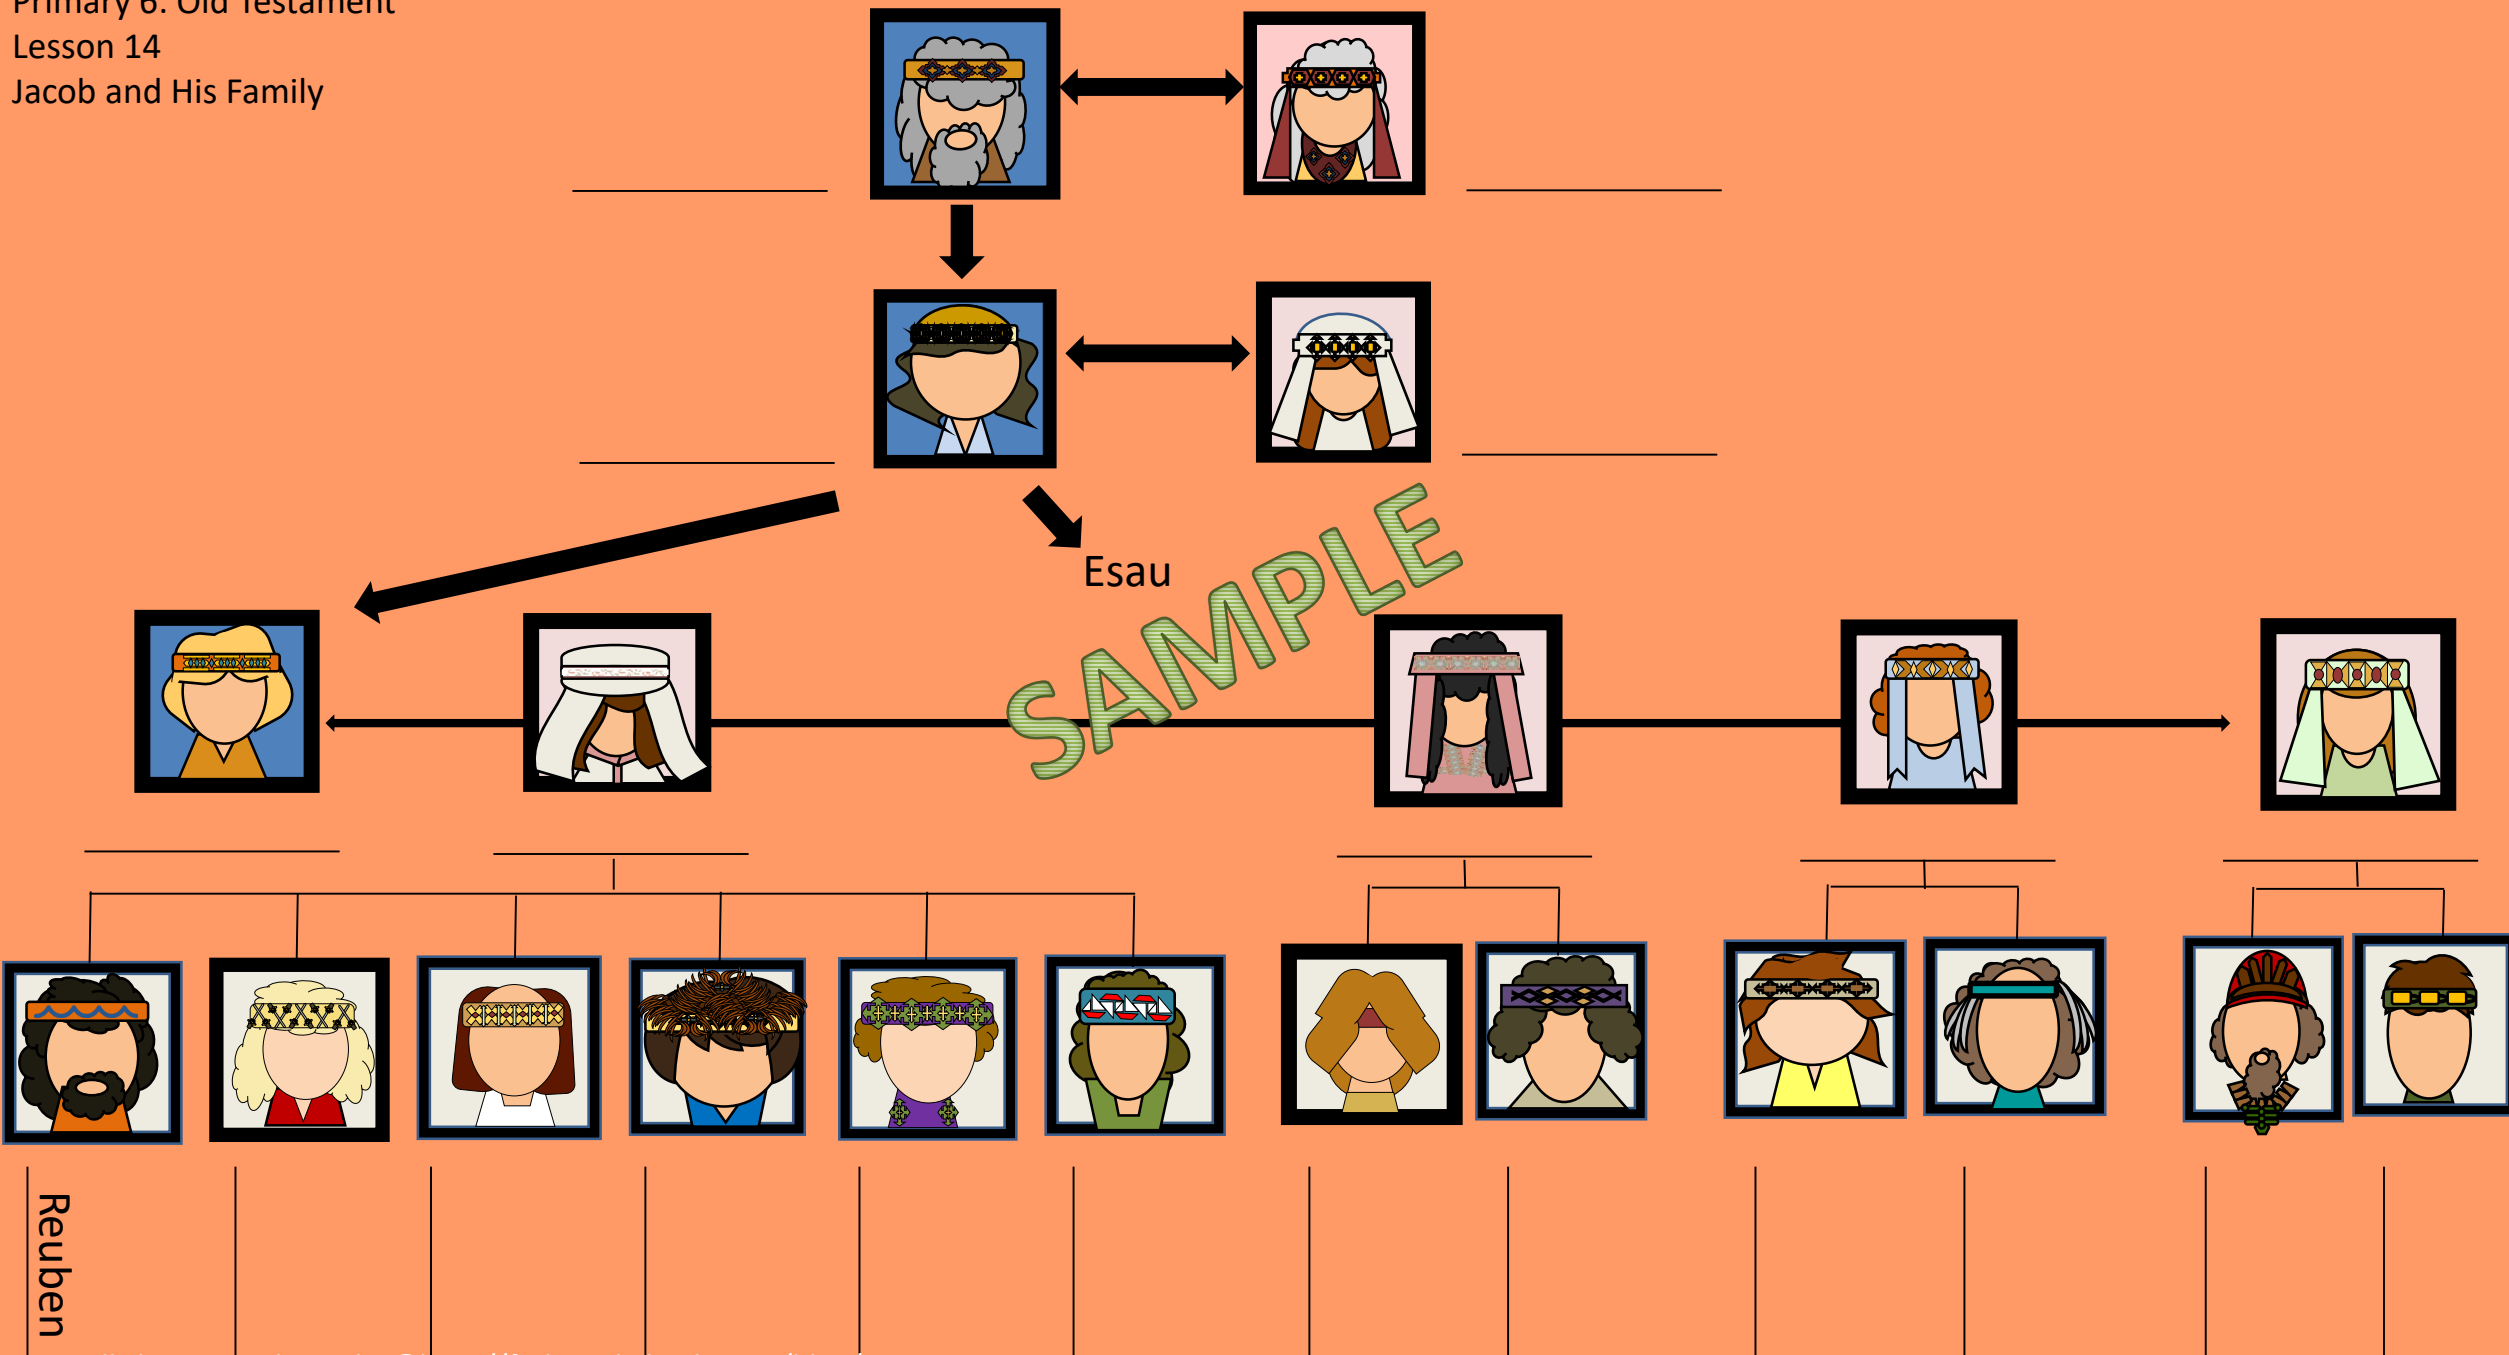 Primary 6: Old Testament
Lesson 14
Jacob and His Family
Esau
SAMPLE
Reuben